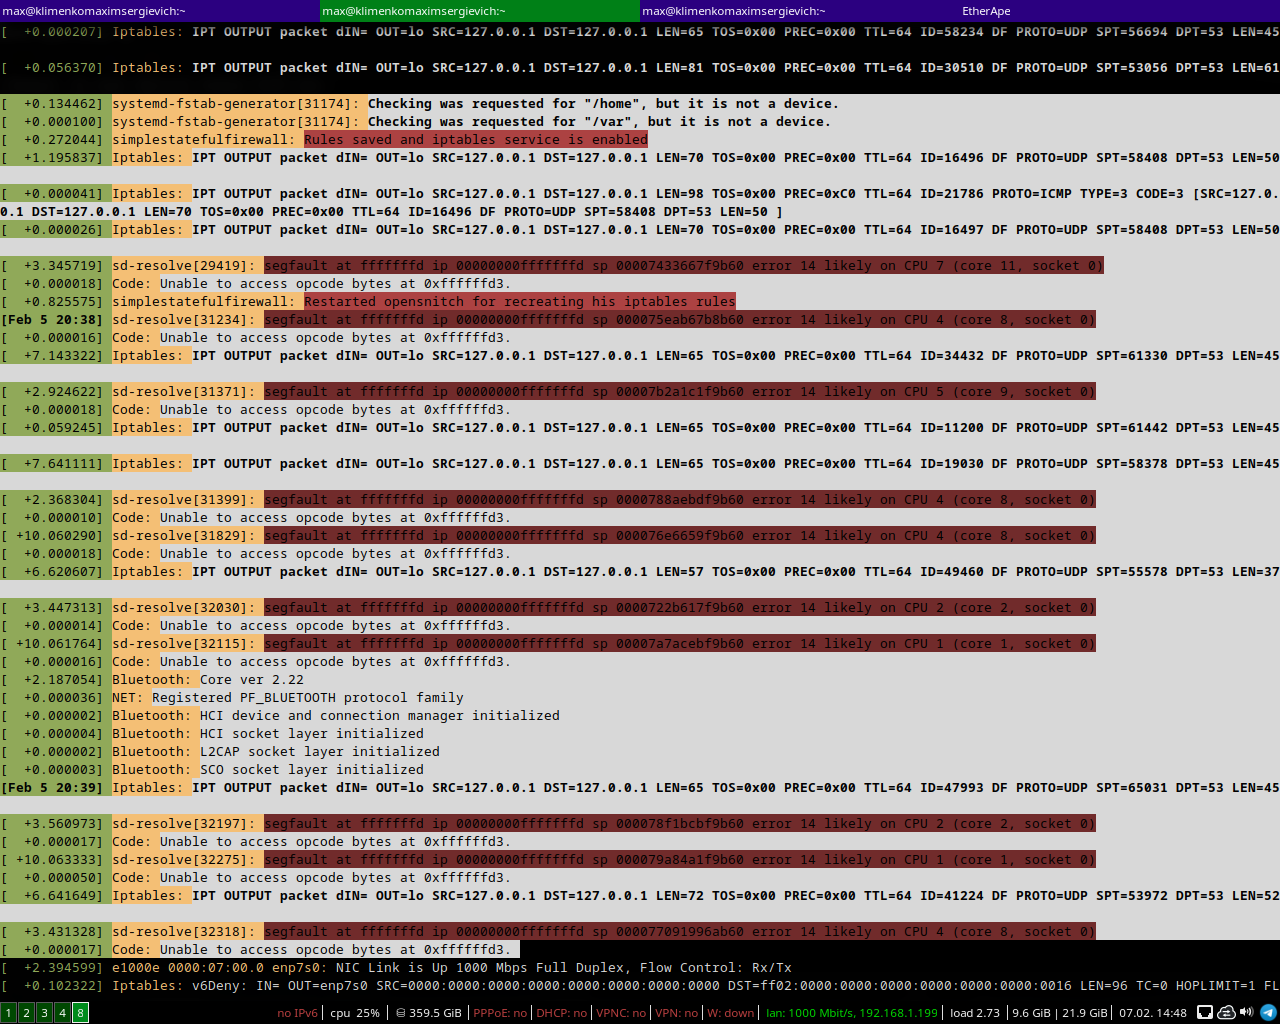 max@klimenkomaximsergievich:~ max@klimenkomaximsergievich:~ max@klimenkomaximsergievich:~ EtherApe
[  +0.000207] Iptables: IPT OUTPUT packet dIN= OUT=lo SRC=127.0.0.1 DST=127.0.0.1 LEN=65 TOS=0x00 PREC=0x00 TTL=64 ID=58234 DF PROTO=UDP SPT=56694 DPT=53 LEN=45
[  +0.056370] Iptables: IPT OUTPUT packet dIN= OUT=lo SRC=127.0.0.1 DST=127.0.0.1 LEN=81 TOS=0x00 PREC=0x00 TTL=64 ID=30510 DF PROTO=UDP SPT=53056 DPT=53 LEN=61
[  +0.134462] systemd-fstab-generator[31174]: Checking was requested for "/home", but it is not a device.
[  +0.000100] systemd-fstab-generator[31174]: Checking was requested for "/var", but it is not a device.
[  +0.272044] simplestatefulfirewall: Rules saved and iptables service is enabled
[  +1.195837] Iptables: IPT OUTPUT packet dIN= OUT=lo SRC=127.0.0.1 DST=127.0.0.1 LEN=70 TOS=0x00 PREC=0x00 TTL=64 ID=16496 DF PROTO=UDP SPT=58408 DPT=53 LEN=50
[  +0.000041] Iptables: IPT OUTPUT packet dIN= OUT=lo SRC=127.0.0.1 DST=127.0.0.1 LEN=98 TOS=0x00 PREC=0xC0 TTL=64 ID=21786 PROTO=ICMP TYPE=3 CODE=3 [SRC=127.0.
0.1 DST=127.0.0.1 LEN=70 TOS=0x00 PREC=0x00 TTL=64 ID=16496 DF PROTO=UDP SPT=58408 DPT=53 LEN=50 ]
[  +0.000026] Iptables: IPT OUTPUT packet dIN= OUT=lo SRC=127.0.0.1 DST=127.0.0.1 LEN=70 TOS=0x00 PREC=0x00 TTL=64 ID=16497 DF PROTO=UDP SPT=58408 DPT=53 LEN=50
[  +3.345719] sd-resolve[29419]: segfault at fffffffd ip 00000000fffffffd sp 00007433667f9b60 error 14 likely on CPU 7 (core 11, socket 0)
[  +0.000018] Code: Unable to access opcode bytes at 0xffffffd3.
[  +0.825575] simplestatefulfirewall: Restarted opensnitch for recreating his iptables rules
[Feb 5 20:38] sd-resolve[31234]: segfault at fffffffd ip 00000000fffffffd sp 000075eab67b8b60 error 14 likely on CPU 4 (core 8, socket 0)
[  +0.000016] Code: Unable to access opcode bytes at 0xffffffd3.
[  +7.143322] Iptables: IPT OUTPUT packet dIN= OUT=lo SRC=127.0.0.1 DST=127.0.0.1 LEN=65 TOS=0x00 PREC=0x00 TTL=64 ID=34432 DF PROTO=UDP SPT=61330 DPT=53 LEN=45
[  +2.924622] sd-resolve[31371]: segfault at fffffffd ip 00000000fffffffd sp 00007b2a1c1f9b60 error 14 likely on CPU 5 (core 9, socket 0)
[  +0.000018] Code: Unable to access opcode bytes at 0xffffffd3.
[  +0.059245] Iptables: IPT OUTPUT packet dIN= OUT=lo SRC=127.0.0.1 DST=127.0.0.1 LEN=65 TOS=0x00 PREC=0x00 TTL=64 ID=11200 DF PROTO=UDP SPT=61442 DPT=53 LEN=45
[  +7.641111] Iptables: IPT OUTPUT packet dIN= OUT=lo SRC=127.0.0.1 DST=127.0.0.1 LEN=65 TOS=0x00 PREC=0x00 TTL=64 ID=19030 DF PROTO=UDP SPT=58378 DPT=53 LEN=45
[  +2.368304] sd-resolve[31399]: segfault at fffffffd ip 00000000fffffffd sp 0000788aebdf9b60 error 14 likely on CPU 4 (core 8, socket 0)
[  +0.000010] Code: Unable to access opcode bytes at 0xffffffd3.
[ +10.060290] sd-resolve[31829]: segfault at fffffffd ip 00000000fffffffd sp 000076e6659f9b60 error 14 likely on CPU 4 (core 8, socket 0)
[  +0.000018] Code: Unable to access opcode bytes at 0xffffffd3.
[  +6.620607] Iptables: IPT OUTPUT packet dIN= OUT=lo SRC=127.0.0.1 DST=127.0.0.1 LEN=57 TOS=0x00 PREC=0x00 TTL=64 ID=49460 DF PROTO=UDP SPT=55578 DPT=53 LEN=37
[  +3.447313] sd-resolve[32030]: segfault at fffffffd ip 00000000fffffffd sp 0000722b617f9b60 error 14 likely on CPU 2 (core 2, socket 0)
[  +0.000014] Code: Unable to access opcode bytes at 0xffffffd3.
[ +10.061764] sd-resolve[32115]: segfault at fffffffd ip 00000000fffffffd sp 00007a7acebf9b60 error 14 likely on CPU 1 (core 1, socket 0)
[  +0.000016] Code: Unable to access opcode bytes at 0xffffffd3.
[  +2.187054] Bluetooth: Core ver 2.22
[  +0.000036] NET: Registered PF_BLUETOOTH protocol family
[  +0.000002] Bluetooth: HCI device and connection manager initialized
[  +0.000004] Bluetooth: HCI socket layer initialized
[  +0.000002] Bluetooth: L2CAP socket layer initialized
[  +0.000003] Bluetooth: SCO socket layer initialized
[Feb 5 20:39] Iptables: IPT OUTPUT packet dIN= OUT=lo SRC=127.0.0.1 DST=127.0.0.1 LEN=65 TOS=0x00 PREC=0x00 TTL=64 ID=47993 DF PROTO=UDP SPT=65031 DPT=53 LEN=45
[  +3.560973] sd-resolve[32197]: segfault at fffffffd ip 00000000fffffffd sp 000078f1bcbf9b60 error 14 likely on CPU 2 (core 2, socket 0)
[  +0.000017] Code: Unable to access opcode bytes at 0xffffffd3.
[ +10.063333] sd-resolve[32275]: segfault at fffffffd ip 00000000fffffffd sp 000079a84a1f9b60 error 14 likely on CPU 1 (core 1, socket 0)
[  +0.000050] Code: Unable to access opcode bytes at 0xffffffd3.
[  +6.641649] Iptables: IPT OUTPUT packet dIN= OUT=lo SRC=127.0.0.1 DST=127.0.0.1 LEN=72 TOS=0x00 PREC=0x00 TTL=64 ID=41224 DF PROTO=UDP SPT=53972 DPT=53 LEN=52
[  +3.431328] sd-resolve[32318]: segfault at fffffffd ip 00000000fffffffd sp 000077091996ab60 error 14 likely on CPU 4 (core 8, socket 0)
[  +0.000017] Code: Unable to access opcode bytes at 0xffffffd3.
[  +2.394599] e1000e 0000:07:00.0 enp7s0: NIC Link is Up 1000 Mbps Full Duplex, Flow Control: Rx/Tx
[  +0.102322] Iptables: v6Deny: IN= OUT=enp7s0 SRC=0000:0000:0000:0000:0000:0000:0000:0000 DST=ff02:0000:0000:0000:0000:0000:0000:0016 LEN=96 TC=0 HOPLIMIT=1 FL
1 2 3 4 8 no IPv6 | cpu 25% | 359.5 GiB | PPPoE: no | DHCP: no | VPNC: no | VPN: no | W: down | lan: 1000 Mbit/s, 192.168.1.199 | load 2.73 | 9.6 GiB | 21.9 GiB | 07.02. 14:48